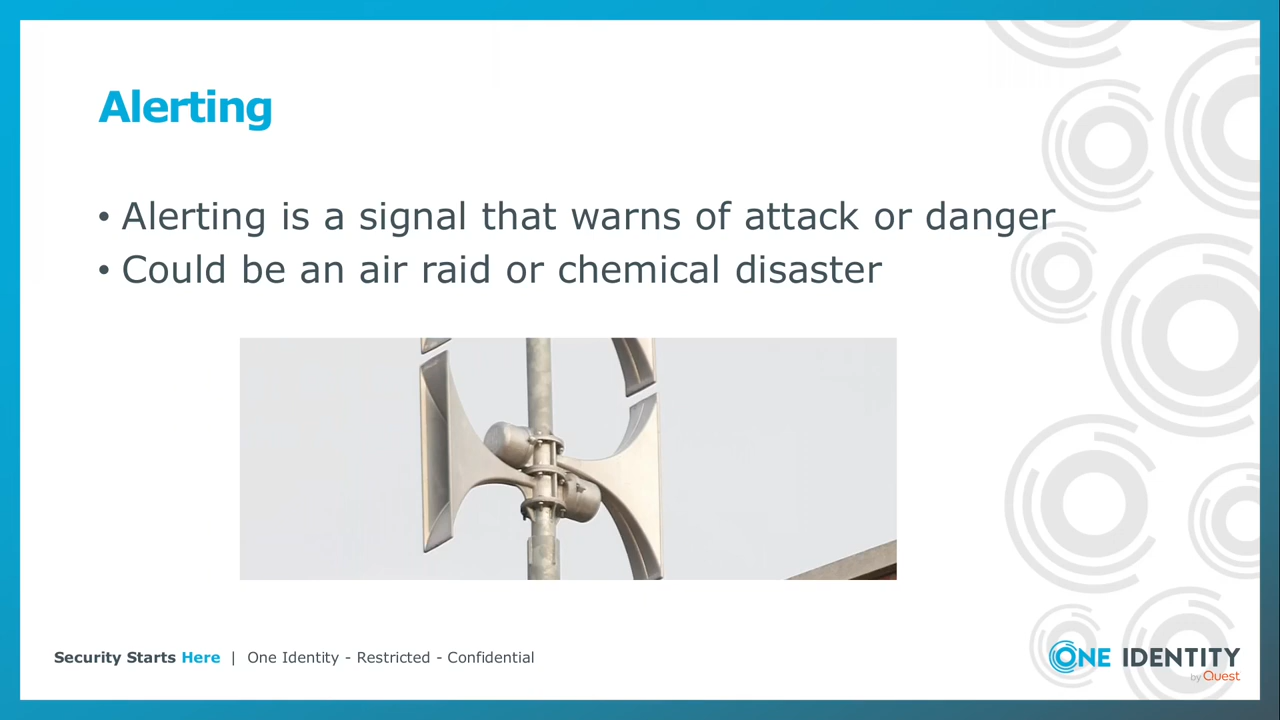 Alerting
• Alerting is a signal that warns of attack or danger
• Could be an air raid or chemical disaster
Security Starts Here | One Identity - Restricted - Confidential
ONE IDENTITY
by Quest